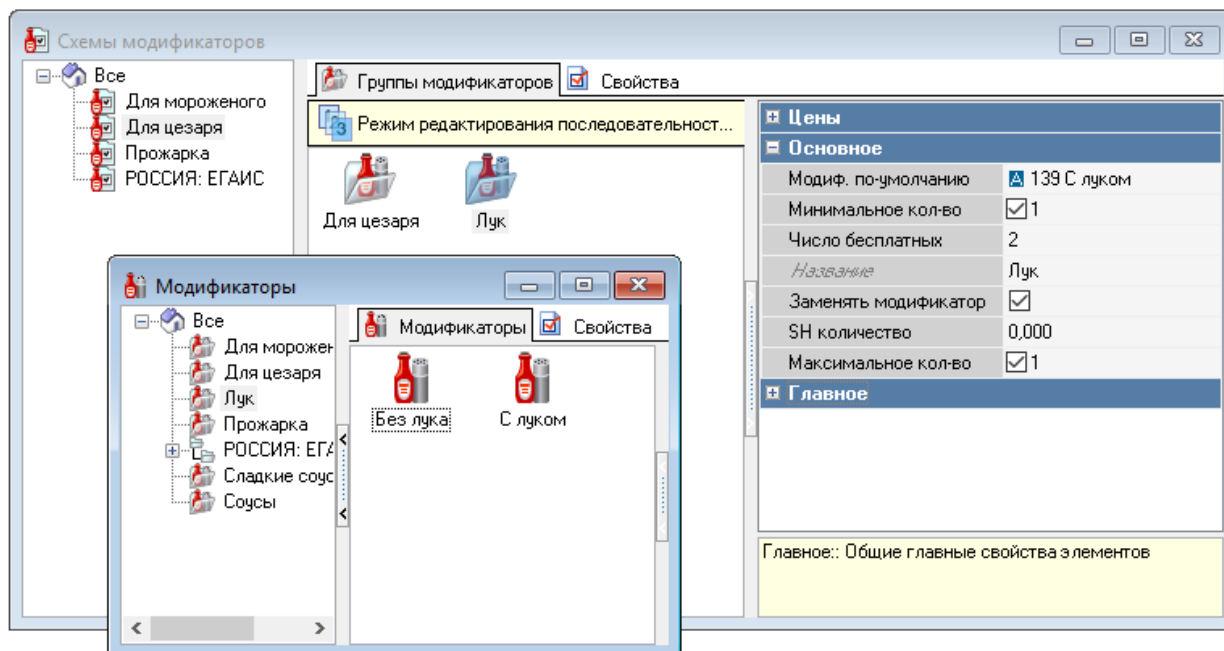 Схемы модификаторов
Все
Для мороженого
Для цезаря
Прожарка
РОССИЯ: ЕГАИС
Группы модификаторов
Свойства
3 Режим редактирования последовательност...
Для цезаря
Лук
Цены
Основное
Модиф. по-умолчанию A 139 С луком
Минимальное кол-во 1
Число бесплатных 2
Название Лук
Заменять модификатор
SH количество 0,000
Максимальное кол-во 1
Главное
Главное:: Общие главные свойства элементов
Модификаторы
Все
Для морожен
Для цезаря
Лук
Прожарка
РОССИЯ: ЕГА
Сладкие соус
Соусы
Модификаторы
Свойства
Без лука
С луком